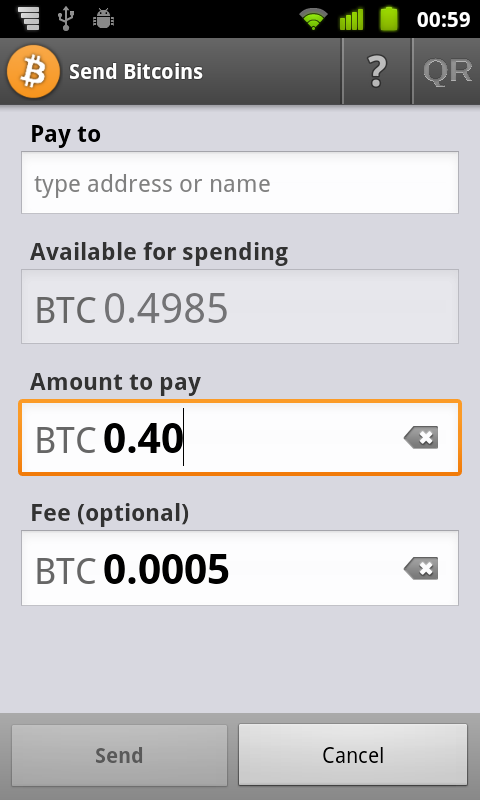 00:59
Send Bitcoins
?
QR
Pay to
type address or name
Available for spending
BTC 0.4985
Amount to pay
BTC 0.40
Fee (optional)
BTC 0.0005
Send
Cancel